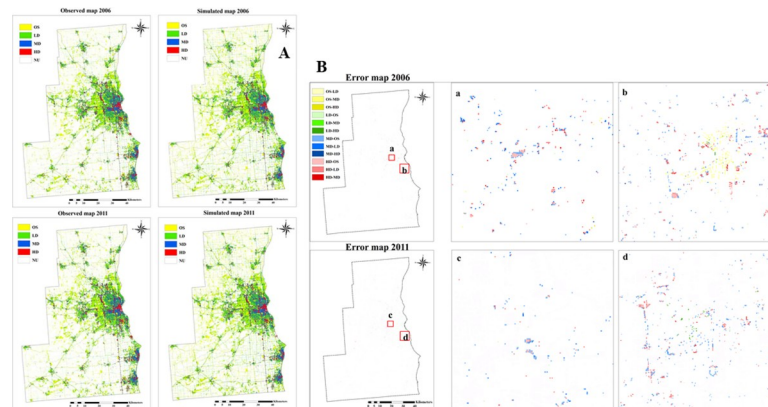 Observed map 2006
OS
LD
MD
HD
NU
Simulated map 2006
OS
LD
MD
HD
NU
A
Observed map 2011
OS
LD
MD
HD
NU
Simulated map 2011
OS
LD
MD
HD
NU
B
Error map 2006
OS-LD
OS-MD
OS-HD
LD-OS
LD-MD
LD-HD
MD-OS
MD-LD
MD-HD
HD-OS
HD-LD
HD-MD
a
b
Kilometers
a
b
Error map 2011
c
d
Kilometers
c
d